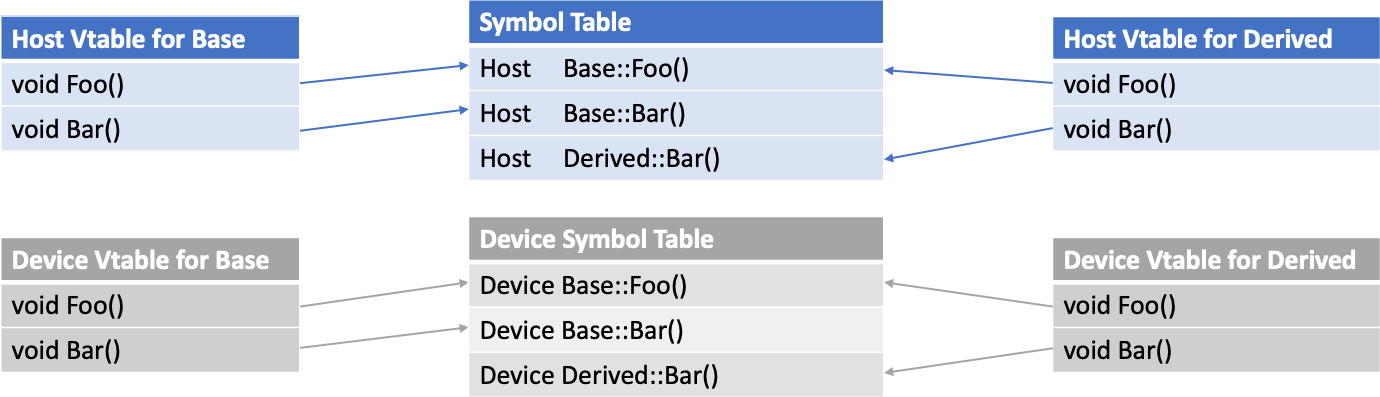 Host Vtable for Base
void Foo()
void Bar()
Symbol Table
Host Base::Foo()
Host Base::Bar()
Host Derived::Bar()
Host Vtable for Derived
void Foo()
void Bar()
Device Vtable for Base
void Foo()
void Bar()
Device Symbol Table
Device Base::Foo()
Device Base::Bar()
Device Derived::Bar()
Device Vtable for Derived
void Foo()
void Bar()